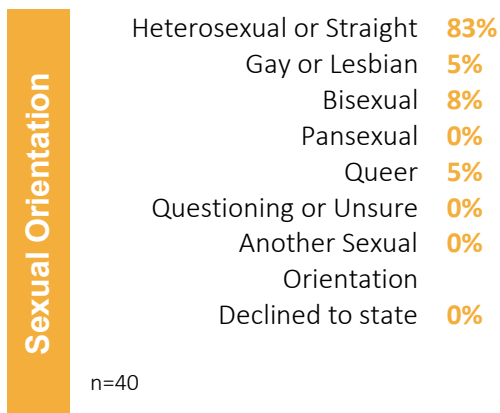 Sexual Orientation
Heterosexual or Straight 83%
Gay or Lesbian 5%
Bisexual 8%
Pansexual 0%
Queer 5%
Questioning or Unsure 0%
Another Sexual 0%
Orientation
Declined to state 0%
n=40